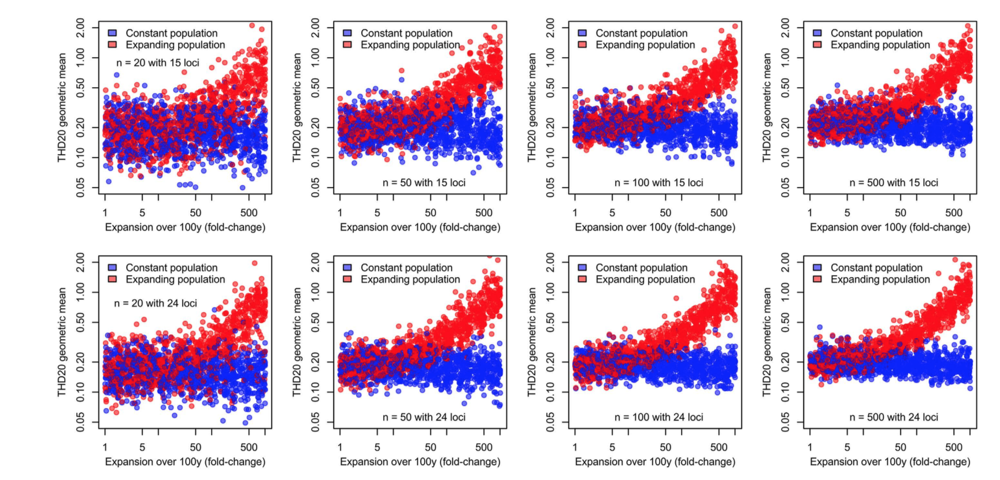 THD20 geometric mean
2.00
1.00
0.50
0.20
0.10
0.05
Constant population
Expanding population
n = 20 with 15 loci
1 5 50 500
Expansion over 100y (fold-change)
THD20 geometric mean
2.00
1.00
0.50
0.20
0.10
0.05
Constant population
Expanding population
n = 50 with 15 loci
1 5 50 500
Expansion over 100y (fold-change)
THD20 geometric mean
2.00
1.00
0.50
0.20
0.10
0.05
Constant population
Expanding population
n = 100 with 15 loci
1 5 50 500
Expansion over 100y (fold-change)
THD20 geometric mean
2.00
1.00
0.50
0.20
0.10
0.05
Constant population
Expanding population
n = 500 with 15 loci
1 5 50 500
Expansion over 100y (fold-change)
THD20 geometric mean
2.00
1.00
0.50
0.20
0.10
0.05
Constant population
Expanding population
n = 20 with 24 loci
1 5 50 500
Expansion over 100y (fold-change)
THD20 geometric mean
2.00
1.00
0.50
0.20
0.10
0.05
Constant population
Expanding population
n = 50 with 24 loci
1 5 50 500
Expansion over 100y (fold-change)
THD20 geometric mean
2.00
1.00
0.50
0.20
0.10
0.05
Constant population
Expanding population
n = 100 with 24 loci
1 5 50 500
Expansion over 100y (fold-change)
THD20 geometric mean
2.00
1.00
0.50
0.20
0.10
0.05
Constant population
Expanding population
n = 500 with 24 loci
1 5 50 500
Expansion over 100y (fold-change)